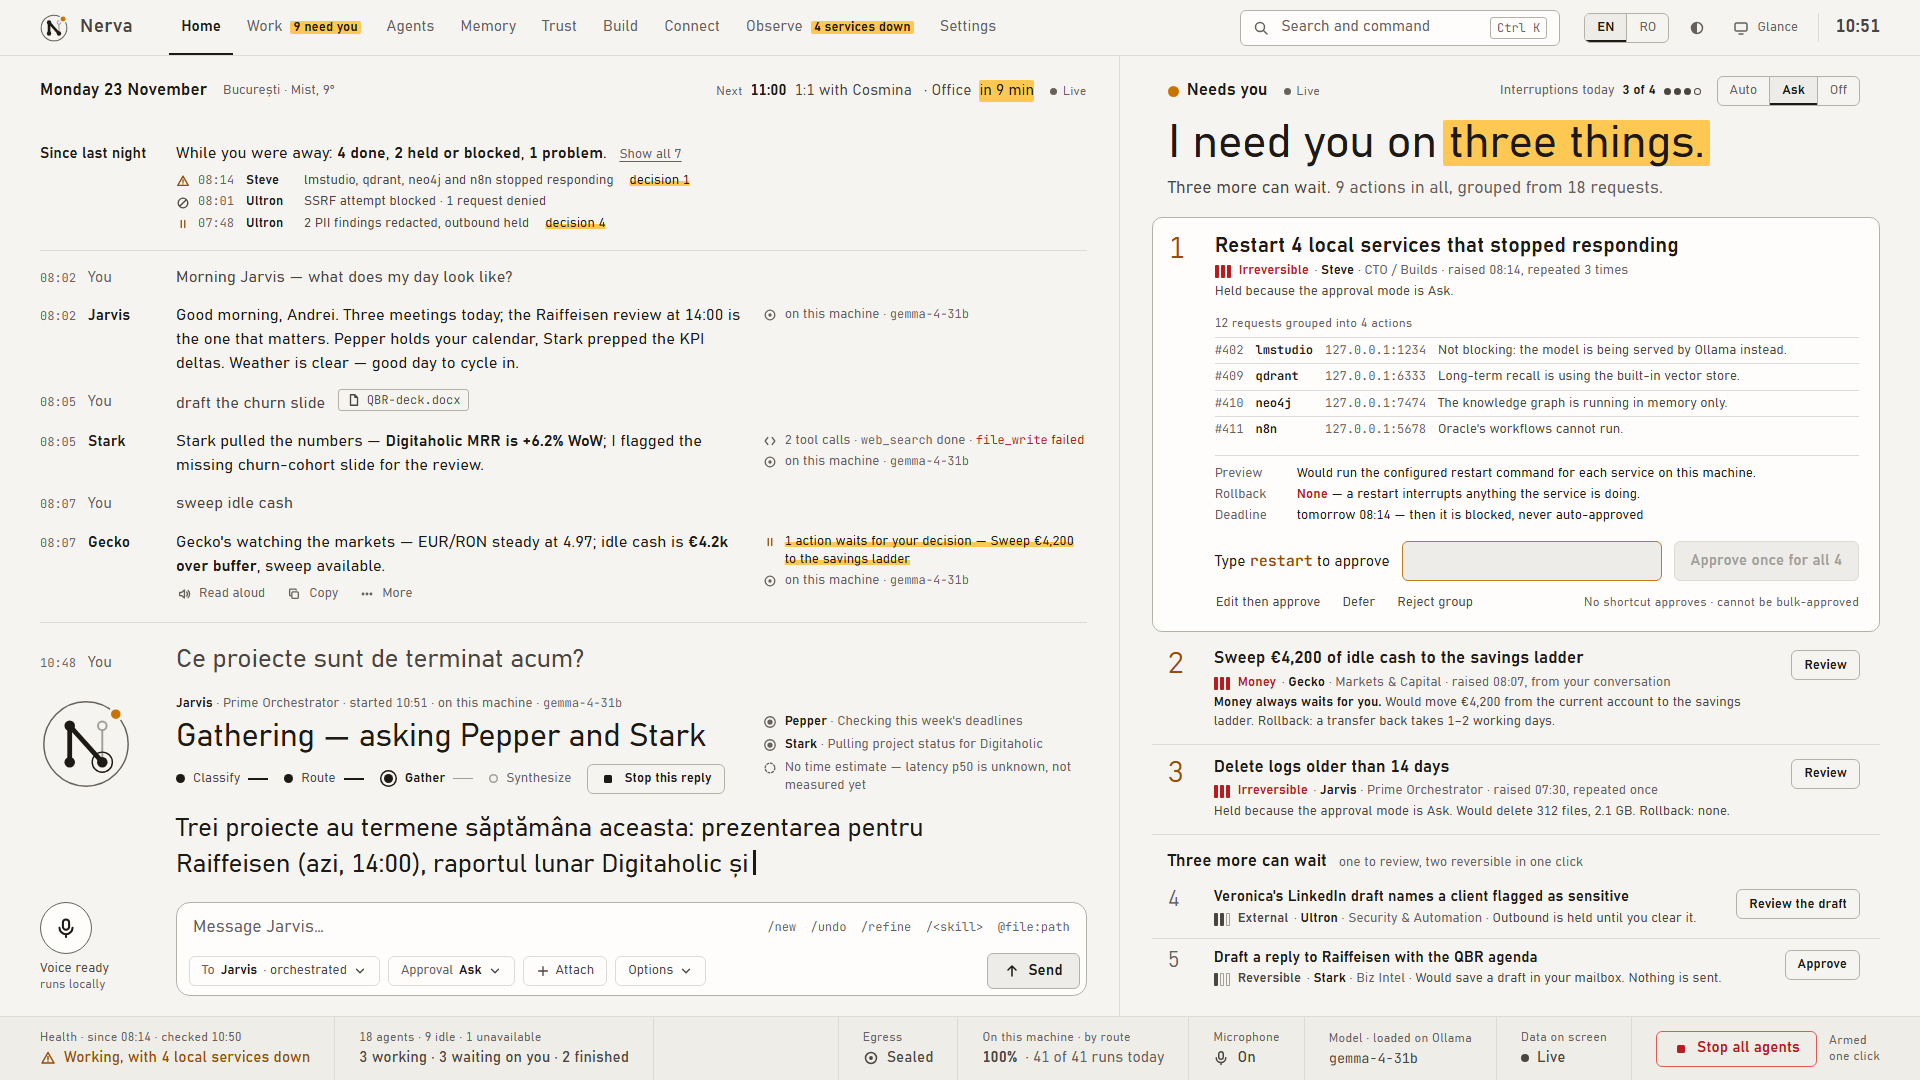 Nerva
Home
Work 9 need you
Agents
Memory
Trust
Build
Connect
Observe 4 services down
Settings
Search and command Ctrl K
EN RO
Glance
10:51
Monday 23 November București · Mist, 9°
Next 11:00 1:1 with Cosmina · Office in 9 min Live
Since last night
While you were away: 4 done, 2 held or blocked, 1 problem. Show all 7
08:14 Steve lmstudio, qdrant, neo4j and n8n stopped responding decision 1
08:01 Ultron SSRF attempt blocked · 1 request denied
07:48 Ultron 2 PII findings redacted, outbound held decision 4
08:02 You Morning Jarvis — what does my day look like?
08:02 Jarvis Good morning, Andrei. Three meetings today; the Raiffeisen review at 14:00 is
the one that matters. Pepper holds your calendar, Stark prepped the KPI
deltas. Weather is clear — good day to cycle in.
on this machine · gemma-4-31b
08:05 You draft the churn slide QBR-deck.docx
08:05 Stark Stark pulled the numbers — Digitaholic MRR is +6.2% WoW; I flagged the
missing churn-cohort slide for the review.
2 tool calls · web_search done · file_write failed
on this machine · gemma-4-31b
08:07 You sweep idle cash
08:07 Gecko Gecko's watching the markets — EUR/RON steady at 4.97; idle cash is €4.2k
over buffer, sweep available.
1 action waits for your decision — Sweep €4,200
to the savings ladder
on this machine · gemma-4-31b
Read aloud Copy More
10:48 You Ce proiecte sunt de terminat acum?
Jarvis · Prime Orchestrator · started 10:51 · on this machine · gemma-4-31b
Gathering — asking Pepper and Stark
Classify Route Gather Synthesize Stop this reply
Pepper · Checking this week's deadlines
Stark · Pulling project status for Digitaholic
No time estimate — latency p50 is unknown, not
measured yet
Trei proiecte au termene săptămâna aceasta: prezentarea pentru
Raiffeisen (azi, 14:00), raportul lunar Digitaholic și
Voice ready
runs locally
Message Jarvis…
/new /undo /refine /<skill> @file:path
To Jarvis · orchestrated
Approval Ask
Attach
Options
Send
Needs you Live
Interruptions today 3 of 4
Auto Ask Off
I need you on three things.
Three more can wait. 9 actions in all, grouped from 18 requests.
1 Restart 4 local services that stopped responding
Irreversible · Steve · CTO / Builds · raised 08:14, repeated 3 times
Held because the approval mode is Ask.
12 requests grouped into 4 actions
#402 lmstudio 127.0.0.1:1234 Not blocking: the model is being served by Ollama instead.
#409 qdrant 127.0.0.1:6333 Long-term recall is using the built-in vector store.
#410 neo4j 127.0.0.1:7474 The knowledge graph is running in memory only.
#411 n8n 127.0.0.1:5678 Oracle's workflows cannot run.
Preview Would run the configured restart command for each service on this machine.
Rollback None — a restart interrupts anything the service is doing.
Deadline tomorrow 08:14 — then it is blocked, never auto-approved
Type restart to approve Approve once for all 4
Edit then approve Defer Reject group No shortcut approves · cannot be bulk-approved
2 Sweep €4,200 of idle cash to the savings ladder Review
Money · Gecko · Markets & Capital · raised 08:07, from your conversation
Money always waits for you. Would move €4,200 from the current account to the savings
ladder. Rollback: a transfer back takes 1–2 working days.
3 Delete logs older than 14 days Review
Irreversible · Jarvis · Prime Orchestrator · raised 07:30, repeated once
Held because the approval mode is Ask. Would delete 312 files, 2.1 GB. Rollback: none.
Three more can wait one to review, two reversible in one click
4 Veronica's LinkedIn draft names a client flagged as sensitive Review the draft
External · Ultron · Security & Automation · Outbound is held until you clear it.
5 Draft a reply to Raiffeisen with the QBR agenda Approve
Reversible · Stark · Biz Intel · Would save a draft in your mailbox. Nothing is sent.
Health · since 08:14 · checked 10:50
Working, with 4 local services down
18 agents · 9 idle · 1 unavailable
3 working · 3 waiting on you · 2 finished
Egress
Sealed
On this machine · by route
100% · 41 of 41 runs today
Microphone
On
Model · loaded on Ollama
gemma-4-31b
Data on screen
Live
Stop all agents
Armed
one click